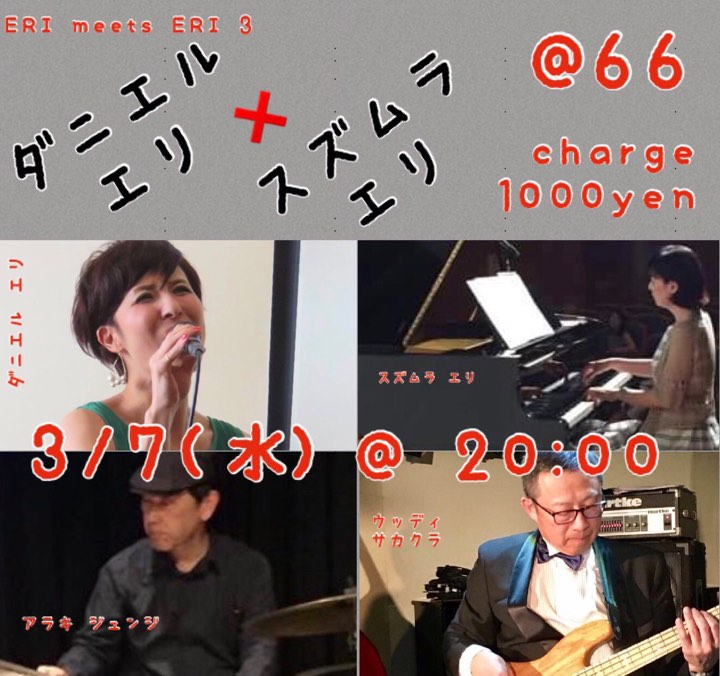 ERI meets ERI 3
ダニエル
エリ
+
スズムラ
エリ
@66
charge
1000yen
ダニエル エリ
スズムラ エリ
3/7(水) @ 20:00
アラキ ジュンジ
ウッディ
サカクラ
Hartke